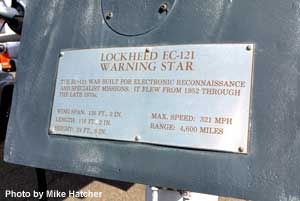 LOCKHEED EC-121
WARNING STAR
THE EC-121 WAS BUILT FOR ELECTRONIC RECONNAISSANCE
AND SPECIALIST MISSIONS. IT FLEW FROM 1952 THROUGH
THE LATE 1970s.
WING SPAN: 126 FT., 2 IN.
LENGTH: 116 FT., 2 IN.
HEIGHT: 24 FT., 8 IN.
MAX. SPEED: 321 MPH
RANGE: 4,600 MILES
Photo by Mike Hatcher